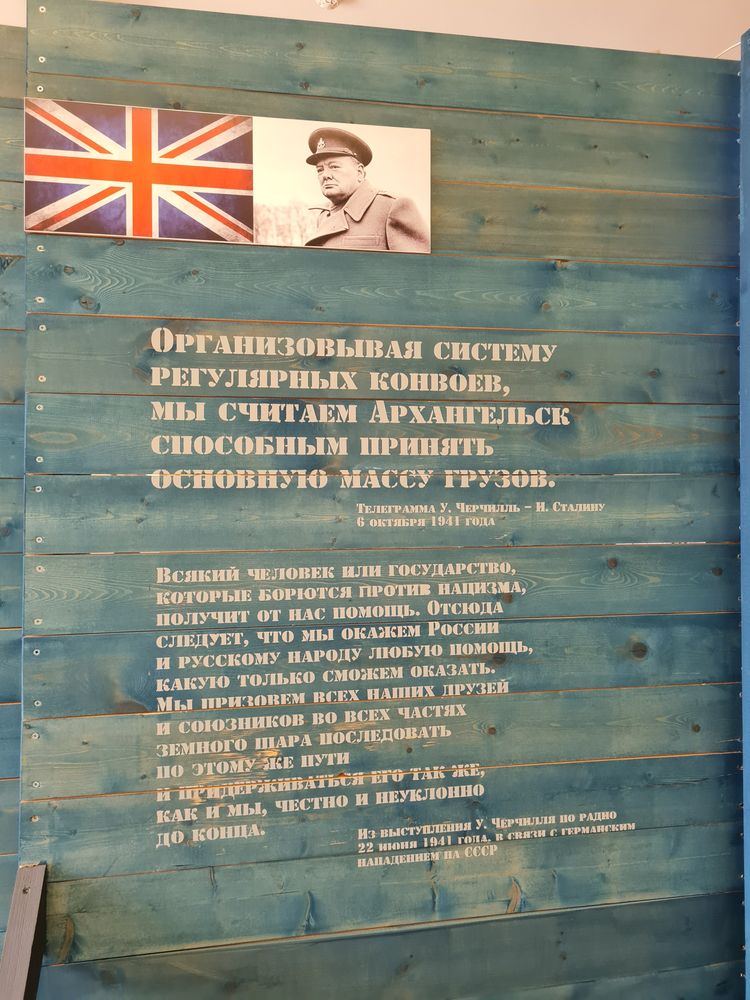 Организовывая систему
регулярных конвоев,
мы считаем Архангельск
способным принять
основную массу грузов.
Телеграмма У. Черчилль – И. Сталину
6 октября 1941 года
Всякий человек или государство,
которые борются против нацизма,
получит от нас помощь. Отсюда
следует, что мы окажем России
и русскому народу любую помощь,
какую только сможем оказать.
Мы призовем всех наших друзей
и союзников во всех частях
земного шара последовать
по этому же пути
и придерживаться его так же,
как и мы, честно и неуклонно
до конца.
Из выступления У. Черчилля по радио
22 июня 1941 года, в связи с германским
нападением на СССР